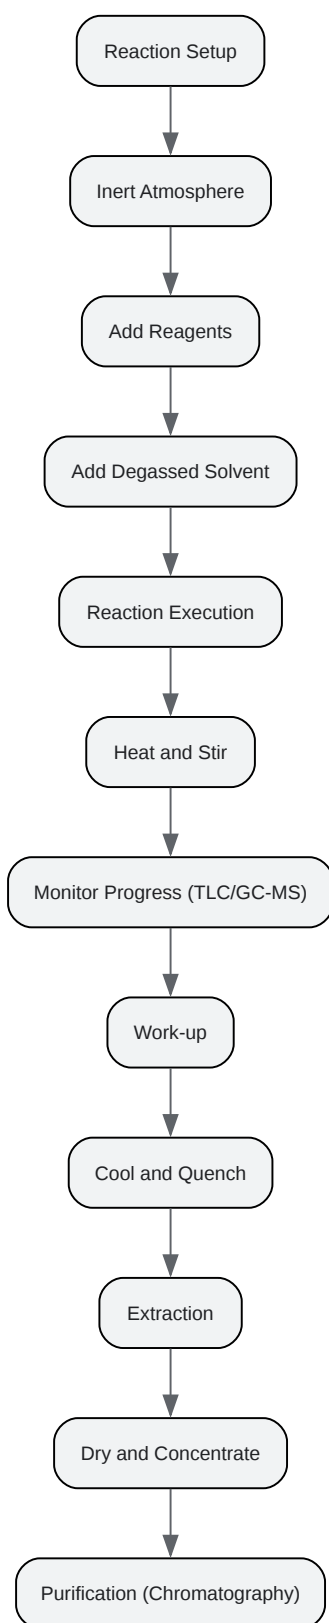 Reaction Setup
Inert Atmosphere
Add Reagents
Add Degassed Solvent
Reaction Execution
Heat and Stir
Monitor Progress (TLC/GC-MS)
Work-up
Cool and Quench
Extraction
Dry and Concentrate
Purification (Chromatography)